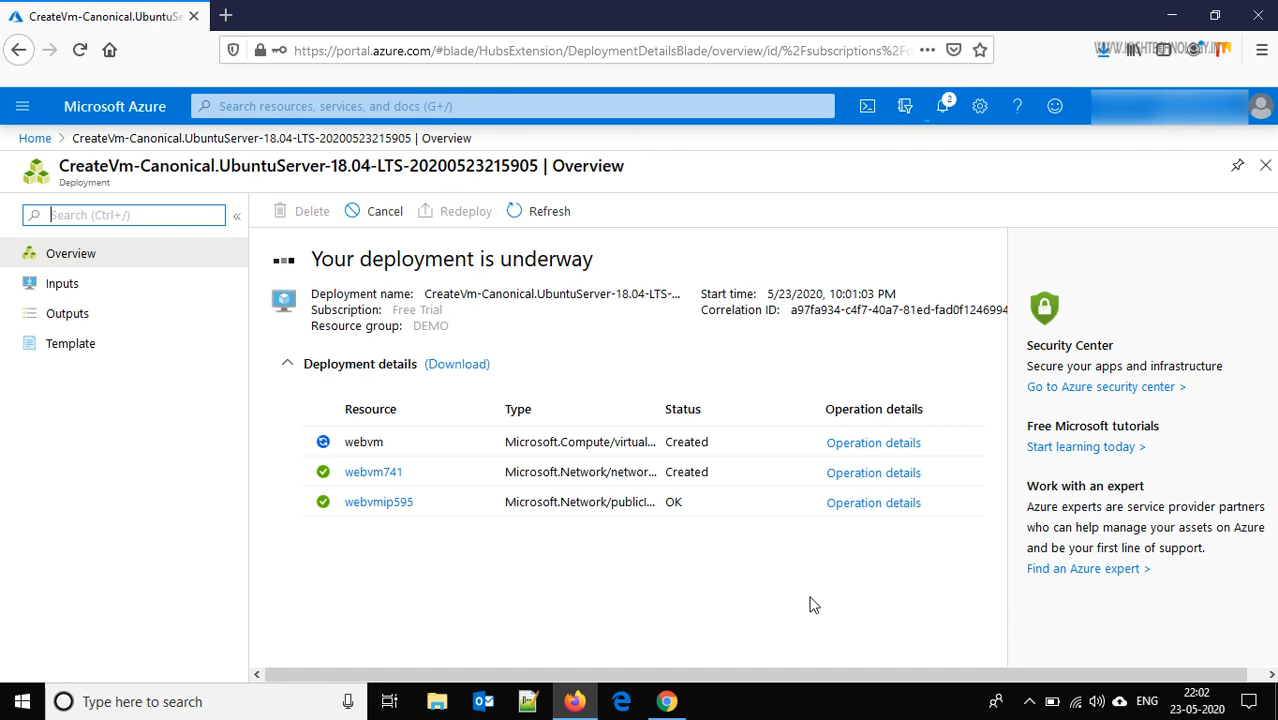 CreateVm-Canonical.UbuntuSe
https://portal.azure.com/#blade/HubsExtension/DeploymentDetailsBlade/overview/id/%2Fsubscriptions%2F
Microsoft Azure
Search resources, services, and docs (G+/)
2
Home > CreateVm-Canonical.UbuntuServer-18.04-LTS-20200523215905 | Overview
CreateVm-Canonical.UbuntuServer-18.04-LTS-20200523215905 | Overview
Deployment
Search (Ctrl+/)
Overview
Inputs
Outputs
Template
Delete Cancel Redeploy Refresh
Your deployment is underway
Deployment name: CreateVm-Canonical.UbuntuServer-18.04-LTS-...
Subscription: Free Trial
Resource group: DEMO
Start time: 5/23/2020, 10:01:03 PM
Correlation ID: a97fa934-c4f7-40a7-81ed-fad0f1246994
Deployment details (Download)
Resource Type Status Operation details
webvm Microsoft.Compute/virtual... Created Operation details
webvm741 Microsoft.Network/networ... Created Operation details
webvmip595 Microsoft.Network/publicI... OK Operation details
Security Center
Secure your apps and infrastructure
Go to Azure security center >
Free Microsoft tutorials
Start learning today >
Work with an expert
Azure experts are service provider partners
who can help manage your assets on Azure
and be your first line of support.
Find an Azure expert >
Type here to search
ENG
22:02
23-05-2020